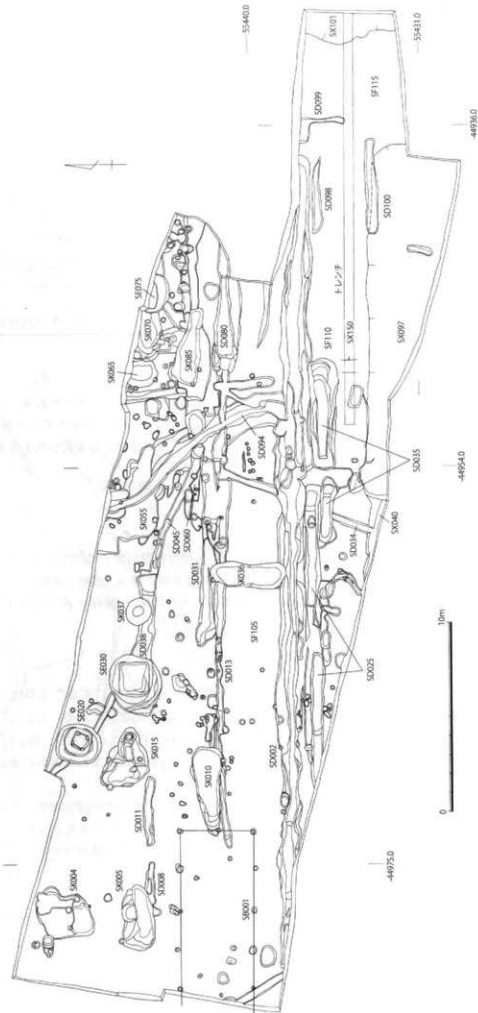 55440.0
55431.0
SX101
SF115
SD099
-44936.0
SD098
SD100
トレンチ
SE075
SK070
SK065
SK085
SD080
SF110
SX150
SX097
SD094
SD035
-44954.0
SK055
SD045
SD060
SD031
SK036
SD034
SX040
SK037
SD038
SE030
SF105
SD025
10m
0
SE020
SK015
SD013
SD002
SK010
SD011
-44975.0
SK004
SK005
SD008
SB001